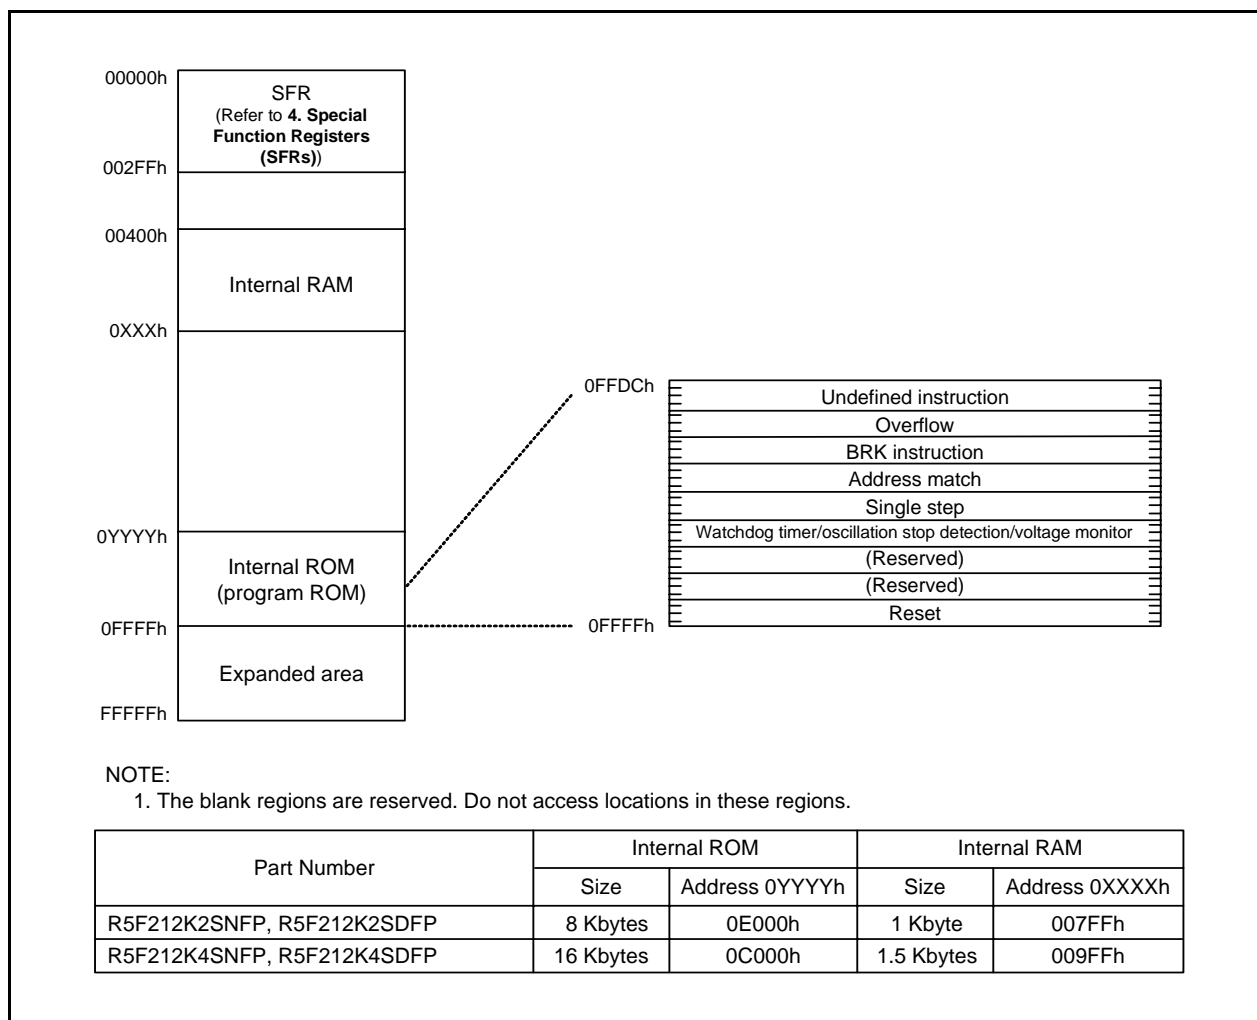 00000h
SFR
(Refer to 4. Special
Function Registers
(SFRs))
002FFh
00400h
Internal RAM
0XXXh
0YYYYh
Internal ROM
(program ROM)
0FFFFh
Expanded area
FFFFFh
0FFDCh
Undefined instruction
Overflow
BRK instruction
Address match
Single step
Watchdog timer/oscillation stop detection/voltage monitor
(Reserved)
(Reserved)
Reset
0FFFFh
NOTE:
1. The blank regions are reserved. Do not access locations in these regions.
Part Number Internal ROM Internal RAM
Size Address 0YYYYh Size Address 0XXXXh
R5F212K2SNFP, R5F212K2SDFP 8 Kbytes 0E000h 1 Kbyte 007FFh
R5F212K4SNFP, R5F212K4SDFP 16 Kbytes 0C000h 1.5 Kbytes 009FFh